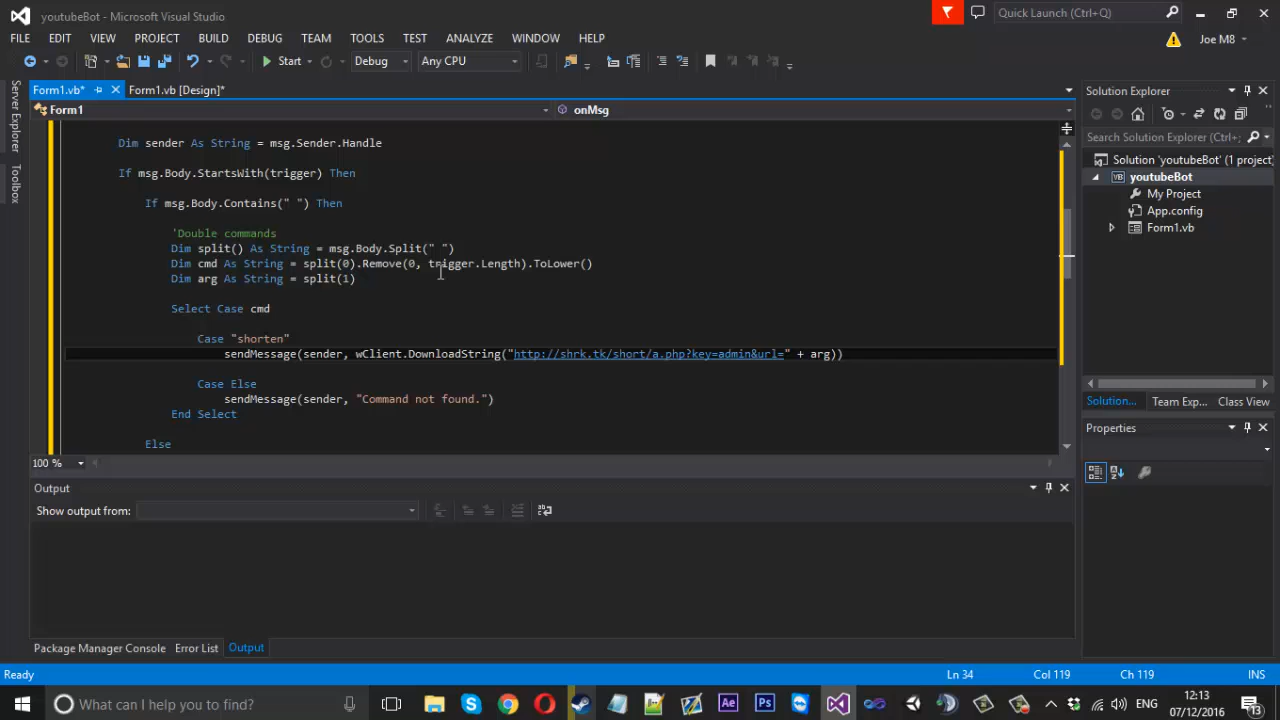 youtubeBot - Microsoft Visual Studio
Quick Launch (Ctrl+Q)
FILE EDIT VIEW PROJECT BUILD DEBUG TEAM TOOLS TEST ANALYZE WINDOW HELP
Joe M8
Start Debug Any CPU
Form1.vb* Form1.vb [Design]*
Form1 onMsg
Server Explorer
Toolbox
Dim sender As String = msg.Sender.Handle
If msg.Body.StartsWith(trigger) Then
If msg.Body.Contains(" ") Then
'Double commands
Dim split() As String = msg.Body.Split(" ")
Dim cmd As String = split(0).Remove(0, trigger.Length).ToLower()
Dim arg As String = split(1)
Select Case cmd
Case "shorten"
sendMessage(sender, wClient.DownloadString("http://shrk.tk/short/a.php?key=admin&url=" + arg))
Case Else
sendMessage(sender, "Command not found.")
End Select
Else
100 %
Solution Explorer
Search Solution Explorer (Ctrl+;)
Solution 'youtubeBot' (1 project)
VB youtubeBot
My Project
App.config
Form1.vb
Solution... Team Exp... Class View
Properties
Output
Show output from:
Package Manager Console Error List Output
Ready Ln 34 Col 119 Ch 119 INS
What can I help you find?
Ae Ps
ENG
12:13
07/12/2016
13